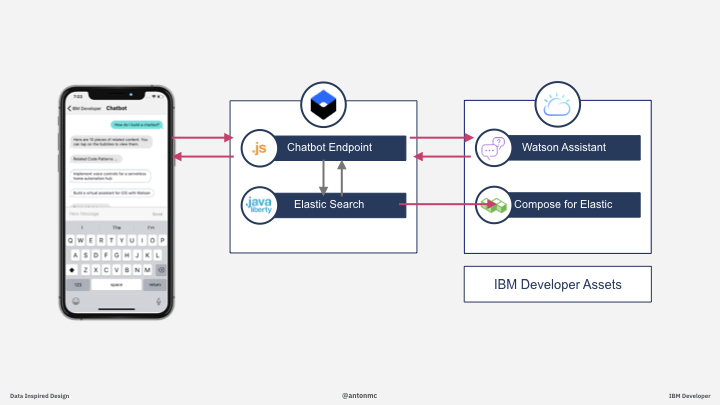 7:03
IBM Developer
Chatbot
How do I build a chatbot?
Here are 10 pieces of related content. You
can tap on the bubbles to view them.
Related Code Patterns...
Implement voice controls for a serverless
home automation hub.
Build a virtual assistant for iOS with Watson
New Message
Send
I
The
I'm
Q W E R T Y U I O P
A S D F G H J K L
Z X C V B N M
123
space
return
.js
Chatbot Endpoint
java
liberty
Elastic Search
Watson Assistant
Compose for Elastic
IBM Developer Assets
Data Inspired Design
@antonmc
IBM Developer